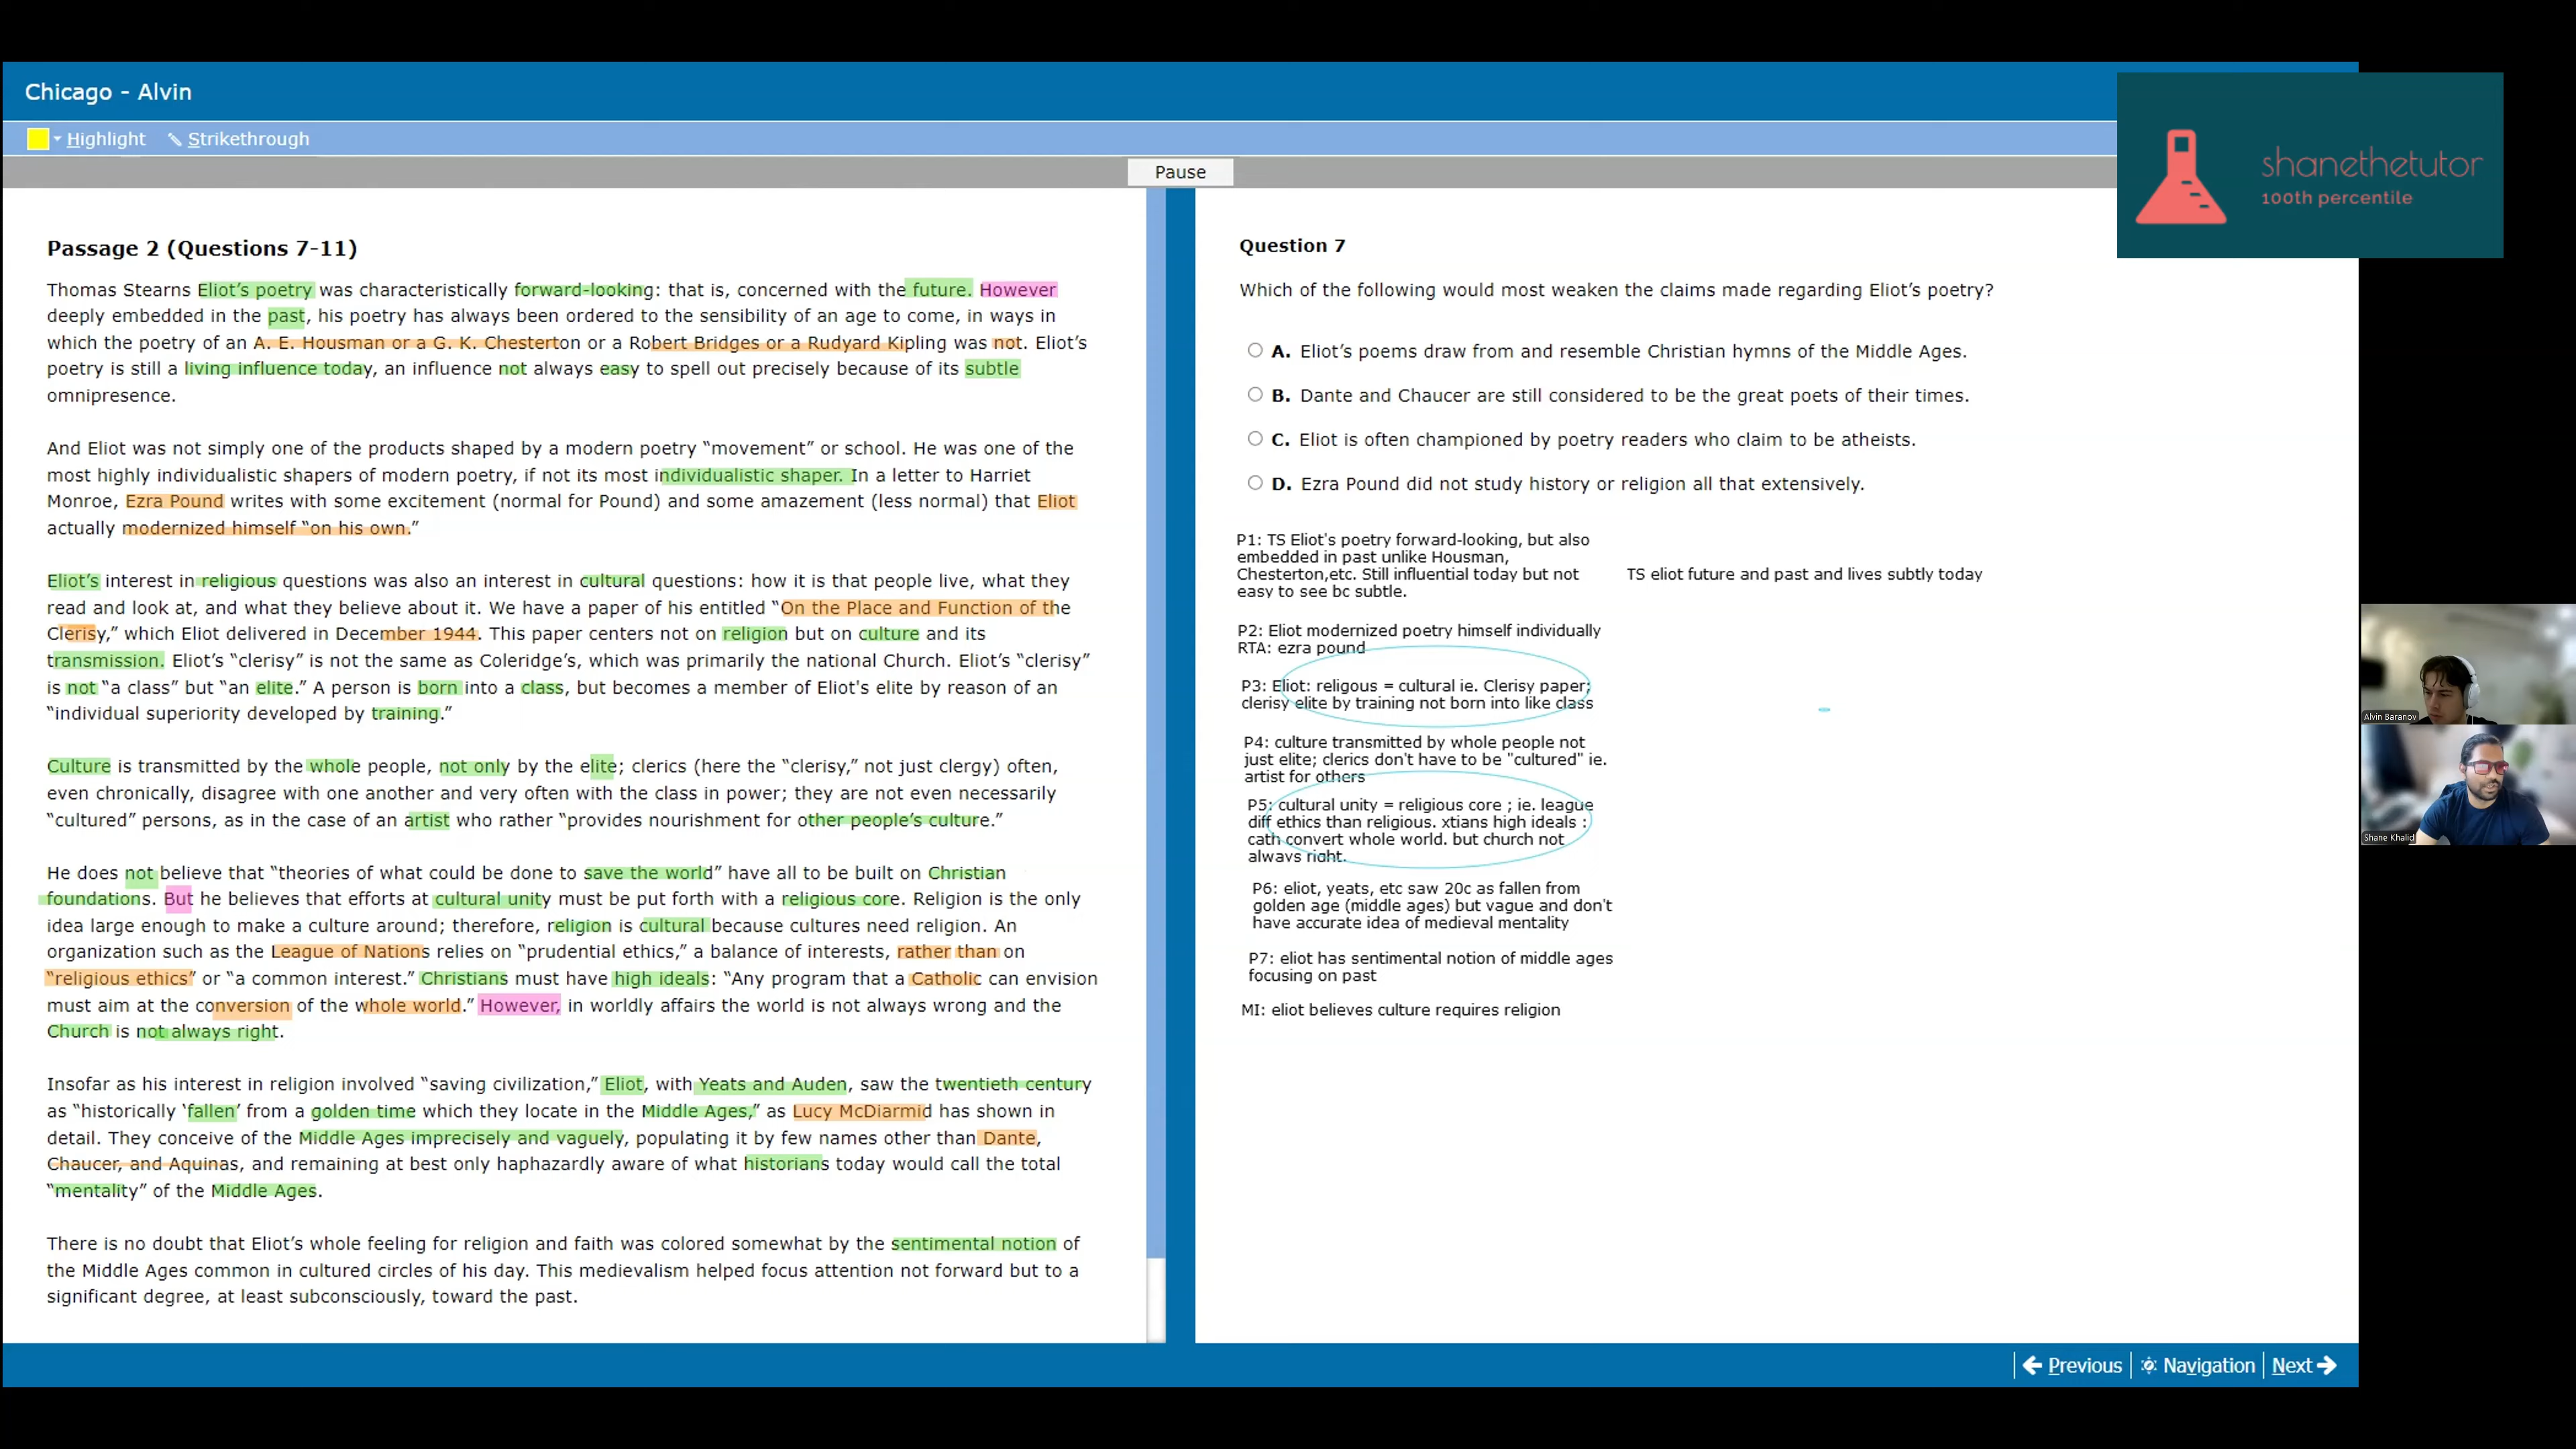 Chicago - Alvin
Highlight Strikethrough
shanethetutor
100th percentile
Pause
Passage 2 (Questions 7-11)
Thomas Stearns Eliot’s poetry was characteristically forward-looking: that is, concerned with the future. However
deeply embedded in the past, his poetry has always been ordered to the sensibility of an age to come, in ways in
which the poetry of an A. E. Housman or a G. K. Chesterton or a Robert Bridges or a Rudyard Kipling was not. Eliot’s
poetry is still a living influence today, an influence not always easy to spell out precisely because of its subtle
omnipresence.
And Eliot was not simply one of the products shaped by a modern poetry “movement” or school. He was one of the
most highly individualistic shapers of modern poetry, if not its most individualistic shaper. In a letter to Harriet
Monroe, Ezra Pound writes with some excitement (normal for Pound) and some amazement (less normal) that Eliot
actually modernized himself “on his own.”
Eliot’s interest in religious questions was also an interest in cultural questions: how it is that people live, what they
read and look at, and what they believe about it. We have a paper of his entitled “On the Place and Function of the
Clerisy,” which Eliot delivered in December 1944. This paper centers not on religion but on culture and its
transmission. Eliot’s “clerisy” is not the same as Coleridge’s, which was primarily the national Church. Eliot’s “clerisy”
is not “a class” but “an elite.” A person is born into a class, but becomes a member of Eliot's elite by reason of an
“individual superiority developed by training.”
Culture is transmitted by the whole people, not only by the elite; clerics (here the “clerisy,” not just clergy) often,
even chronically, disagree with one another and very often with the class in power; they are not even necessarily
“cultured” persons, as in the case of an artist who rather “provides nourishment for other people’s culture.”
He does not believe that “theories of what could be done to save the world” have all to be built on Christian
foundations. But he believes that efforts at cultural unity must be put forth with a religious core. Religion is the only
idea large enough to make a culture around; therefore, religion is cultural because cultures need religion. An
organization such as the League of Nations relies on “prudential ethics,” a balance of interests, rather than on
“religious ethics” or “a common interest.” Christians must have high ideals: “Any program that a Catholic can envision
must aim at the conversion of the whole world.” However, in worldly affairs the world is not always wrong and the
Church is not always right.
Insofar as his interest in religion involved “saving civilization,” Eliot, with Yeats and Auden, saw the twentieth century
as “historically ‘fallen’ from a golden time which they locate in the Middle Ages,” as Lucy McDiarmid has shown in
detail. They conceive of the Middle Ages imprecisely and vaguely, populating it by few names other than Dante,
Chaucer, and Aquinas, and remaining at best only haphazardly aware of what historians today would call the total
“mentality” of the Middle Ages.
There is no doubt that Eliot’s whole feeling for religion and faith was colored somewhat by the sentimental notion of
the Middle Ages common in cultured circles of his day. This medievalism helped focus attention not forward but to a
significant degree, at least subconsciously, toward the past.
Question 7
Which of the following would most weaken the claims made regarding Eliot’s poetry?
A. Eliot’s poems draw from and resemble Christian hymns of the Middle Ages.
B. Dante and Chaucer are still considered to be the great poets of their times.
C. Eliot is often championed by poetry readers who claim to be atheists.
D. Ezra Pound did not study history or religion all that extensively.
P1: TS Eliot's poetry forward-looking, but also
embedded in past unlike Housman,
Chesterton,etc. Still influential today but not
easy to see bc subtle.
TS eliot future and past and lives subtly today
P2: Eliot modernized poetry himself individually
RTA: ezra pound
P3: Eliot: religous = cultural ie. Clerisy paper;
clerisy elite by training not born into like class
P4: culture transmitted by whole people not
just elite; clerics don't have to be "cultured" ie.
artist for others
P5: cultural unity = religious core ; ie. league
diff ethics than religious. xtians high ideals :
cath convert whole world. but church not
always right.
P6: eliot, yeats, etc saw 20c as fallen from
golden age (middle ages) but vague and don't
have accurate idea of medieval mentality
P7: eliot has sentimental notion of middle ages
focusing on past
MI: eliot believes culture requires religion
Alvin Baranov
Shane Khalid
Previous Navigation Next